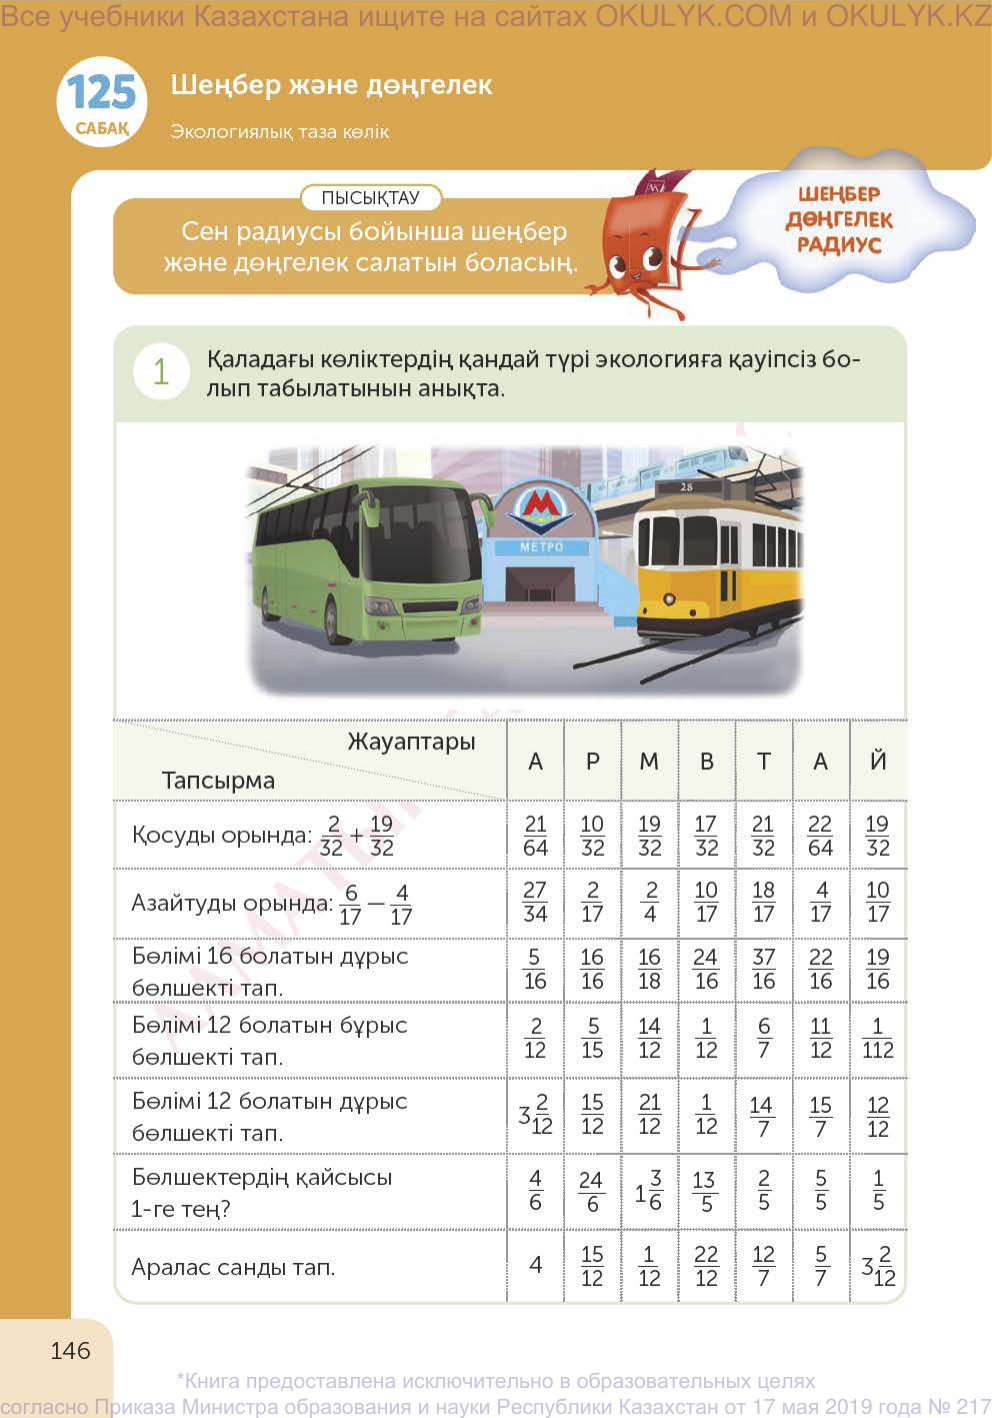 Все учебники Казахстана ищите на сайтах OKULYK.COM и OKULYK.KZ
125
САБАҚ
Шеңбер және дөңгелек
Экологиялық таза көлік
ПЫСЫҚТАУ
Сен радиусы бойынша шеңбер
және дөңгелек салатын боласың.
ШЕҢБЕР
ДӨҢГЕЛЕК
РАДИУС
1
Қаладағы көліктердің қандай түрі экологияға қауіпсіз бо-
лып табылатынын анықта.
28
М
МЕТРО
Жауаптары
Тапсырма
А Р М В Т А Й
Қосуды орында: 2/32 + 19/32 21/64 10/32 19/32 17/32 21/32 22/64 19/32
Азайтуды орында: 6/17 — 4/17 27/34 2/17 2/4 10/17 18/17 4/17 10/17
Бөлімі 16 болатын дұрыс
бөлшекті тап. 5/16 16/16 16/18 24/16 37/16 22/16 19/16
Бөлімі 12 болатын бұрыс
бөлшекті тап. 2/12 5/15 14/12 1/12 6/7 11/12 1/112
Бөлімі 12 болатын дұрыс
бөлшекті тап. 3 2/12 15/12 21/12 1/12 14/7 15/7 12/12
Бөлшектердің қайсысы
1-ге тең? 4/6 24/6 1 3/6 13/5 2/5 5/5 1/5
Аралас санды тап. 4 15/12 1/12 22/12 12/7 5/7 3 2/12
146
*Книга предоставлена исключительно в образовательных целях
согласно Приказа Министра образования и науки Республики Казахстан от 17 мая 2019 года № 217